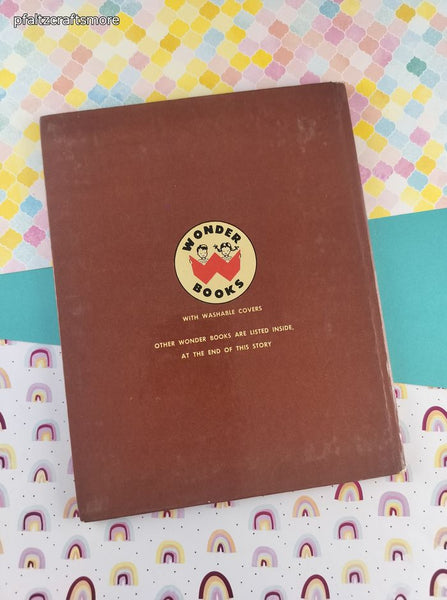 pfaltzcraftsmore
WONDER
BOOKS
WITH WASHABLE COVERS
OTHER WONDER BOOKS ARE LISTED INSIDE,
AT THE END OF THIS STORY